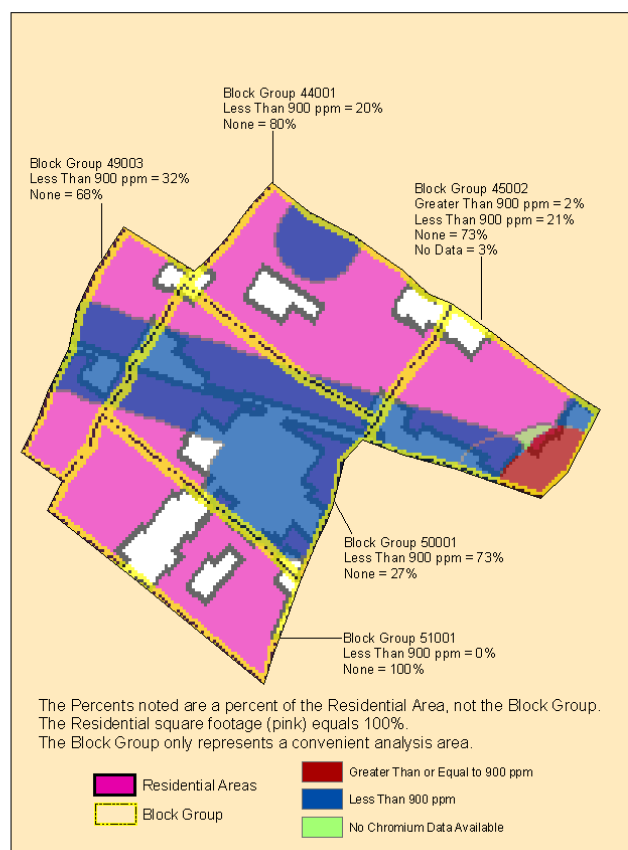 Block Group 44001
Less Than 900 ppm = 20%
None = 80%
Block Group 49003
Less Than 900 ppm = 32%
None = 68%
Block Group 45002
Greater Than 900 ppm = 2%
Less Than 900 ppm = 21%
None = 73%
No Data = 3%
Block Group 50001
Less Than 900 ppm = 73%
None = 27%
Block Group 51001
Less Than 900 ppm = 0%
None = 100%
The Percents noted are a percent of the Residential Area, not the Block Group.
The Residential square footage (pink) equals 100%.
The Block Group only represents a convenient analysis area.
Residential Areas
Block Group
Greater Than or Equal to 900 ppm
Less Than 900 ppm
No Chromium Data Available